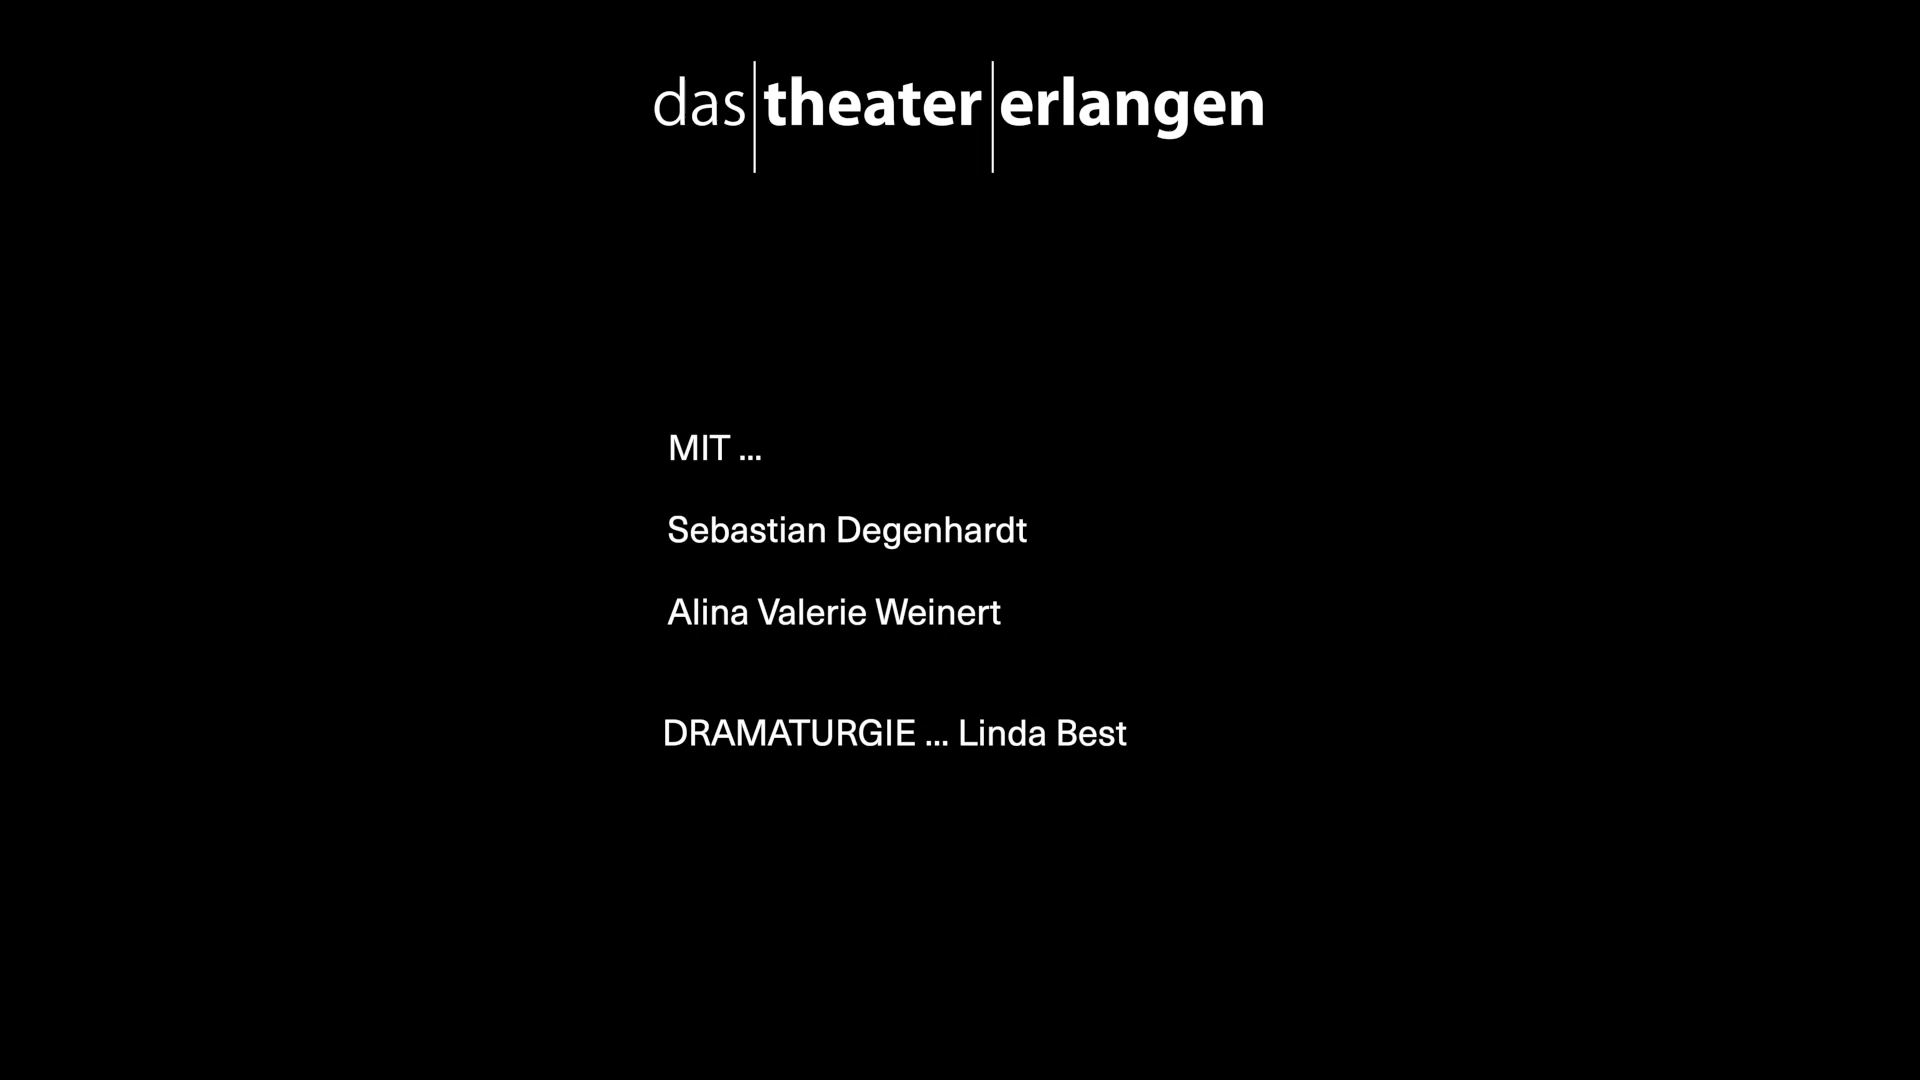 das theater erlangen
MIT ...
Sebastian Degenhardt
Alina Valerie Weinert
DRAMATURGIE ... Linda Best